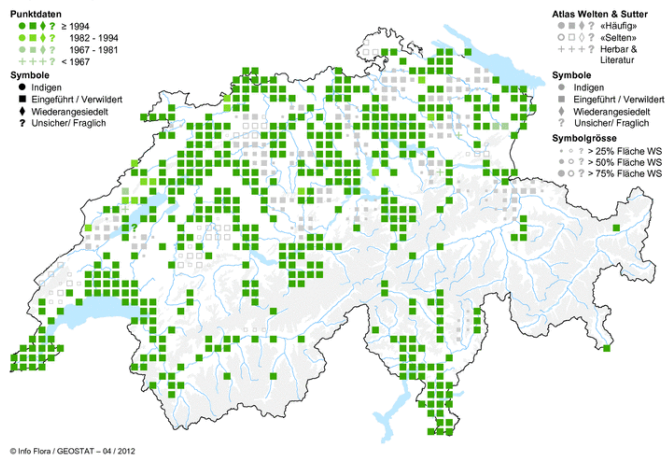 Punktdaten
≥ 1994
1982 - 1994
1967 - 1981
< 1967
Symbole
Indigen
Eingeführt / Verwildert
Wiederangesiedelt
Unsicher/ Fraglich
Atlas Welten & Sutter
«Häufig»
«Selten»
Herbar &
Literatur
Symbole
Indigen
Eingeführt / Verwildert
Wiederangesiedelt
Unsicher/ Fraglich
Symbolgrösse
> 25% Fläche WS
> 50% Fläche WS
> 75% Fläche WS
© Info Flora / GEOSTAT – 04 / 2012